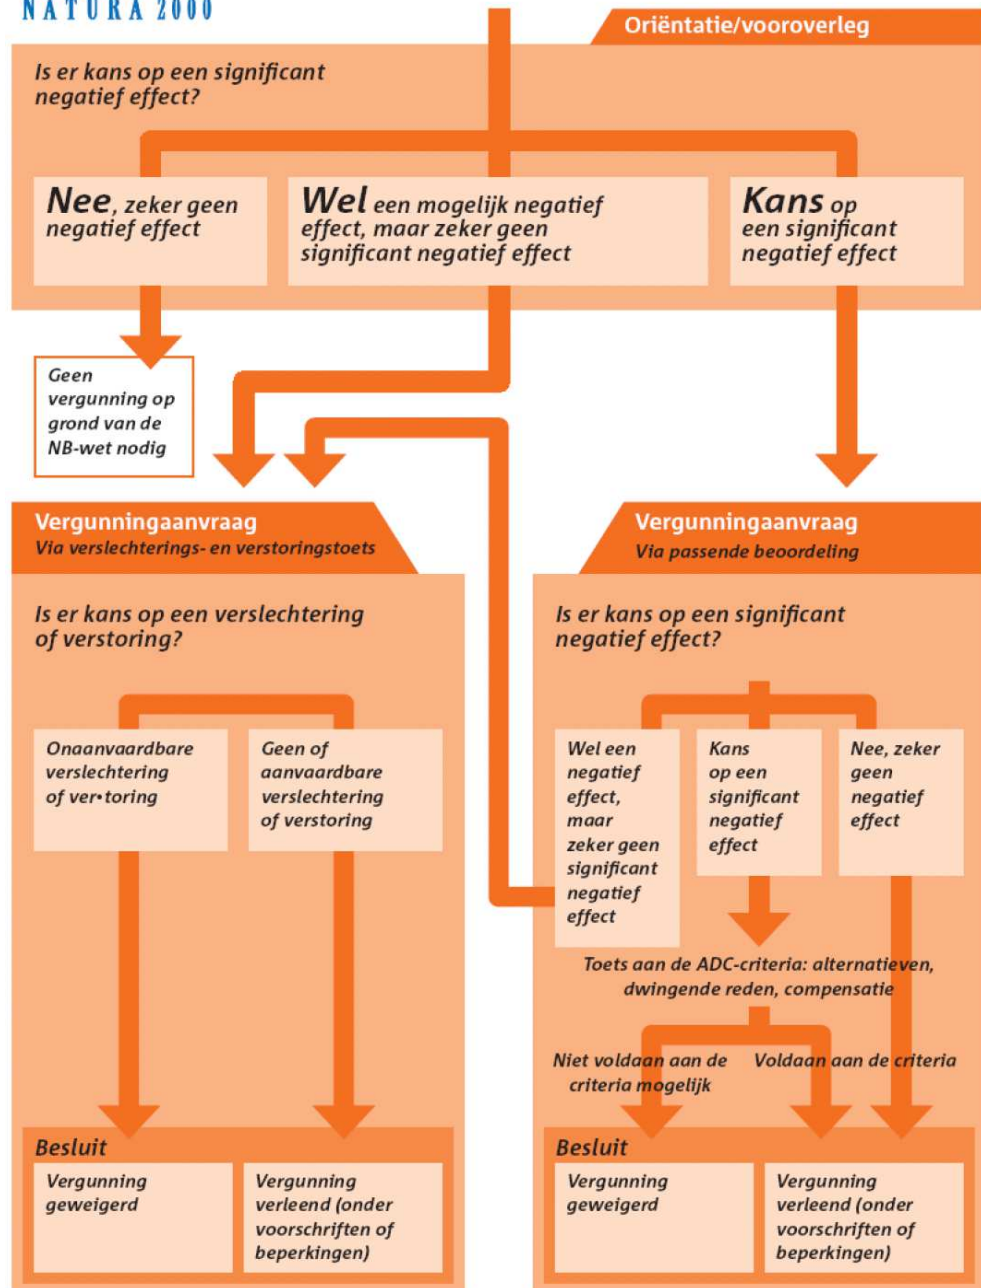 NATURA 2000
Oriëntatie/vooroverleg
Is er kans op een significant
negatief effect?
Nee, zeker geen
negatief effect
Wel een mogelijk negatief
effect, maar zeker geen
significant negatief effect
Kans op
een significant
negatief effect
Geen
vergunning op
grond van de
NB-wet nodig
Vergunningaanvraag
Via verslechterings- en verstoringstoets
Is er kans op een verslechtering
of verstoring?
Onaanvaardbare
verslechtering
of ver•toring
Geen of
aanvaardbare
verslechtering
of verstoring
Besluit
Vergunning
geweigerd
Vergunning
verleend (onder
voorschriften of
beperkingen)
Vergunningaanvraag
Via passende beoordeling
Is er kans op een significant
negatief effect?
Wel een
negatief
effect,
maar
zeker geen
significant
negatief
effect
Kans
op een
significant
negatief
effect
Nee, zeker
geen
negatief
effect
Toets aan de ADC-criteria: alternatieven,
dwingende reden, compensatie
Niet voldaan aan de
criteria mogelijk
Voldaan aan de criteria
Besluit
Vergunning
geweigerd
Vergunning
verleend (onder
voorschriften of
beperkingen)